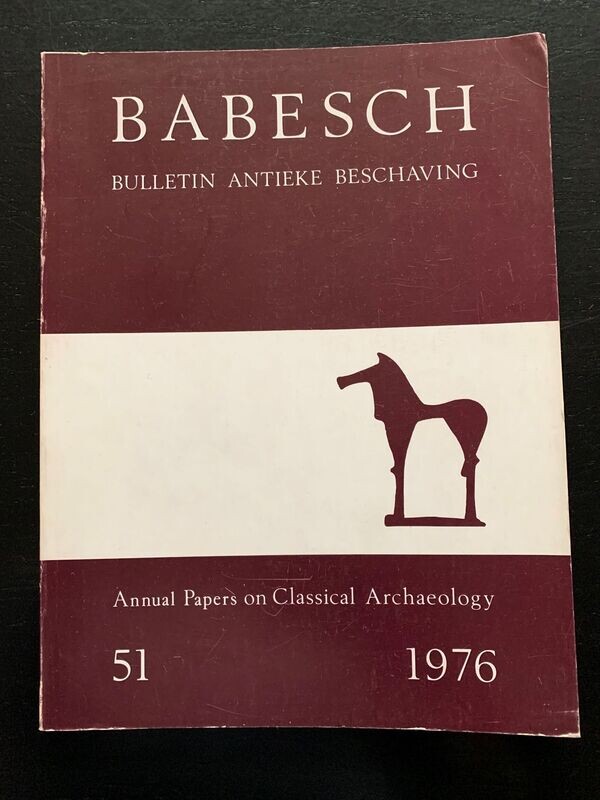 BABESCH
BULLETIN ANTIEKE BESCHAVING
Annual Papers on Classical Archaeology
51 1976